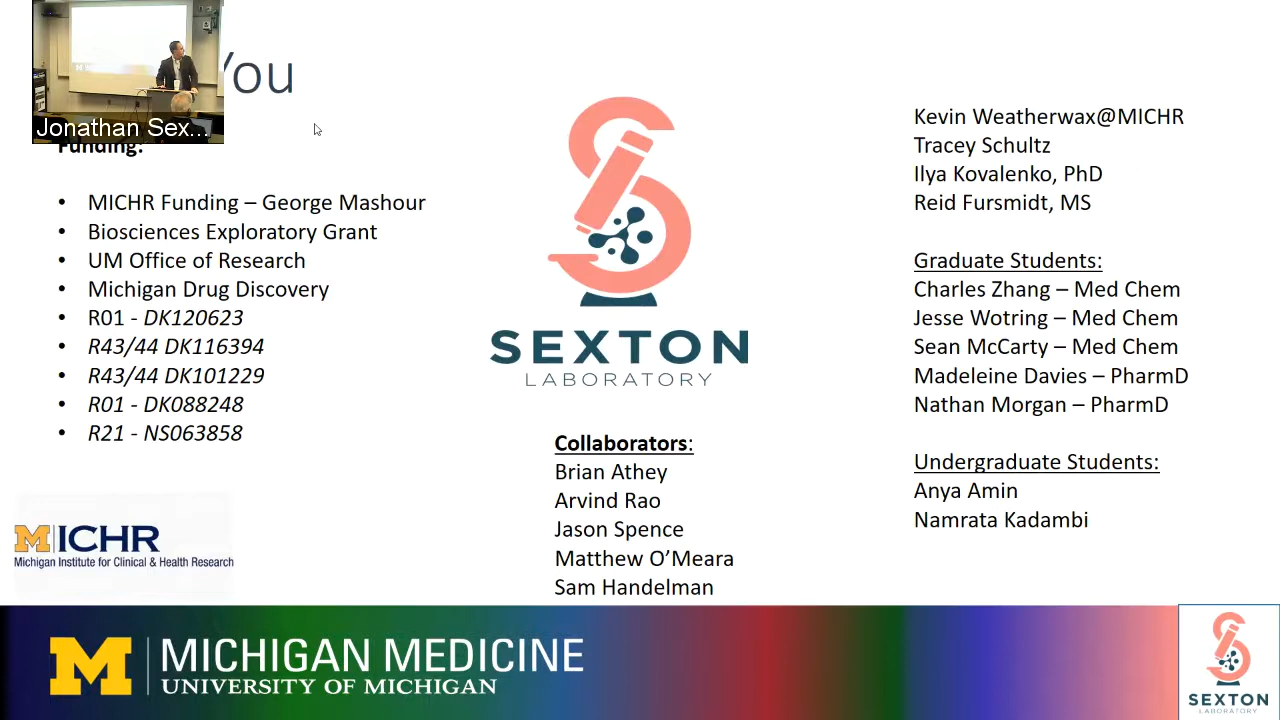 You
Jonathan Sex...
Funding:
• MICHR Funding – George Mashour
• Biosciences Exploratory Grant
• UM Office of Research
• Michigan Drug Discovery
• R01 - DK120623
• R43/44 DK116394
• R43/44 DK101229
• R01 - DK088248
• R21 - NS063858
MICHR
Michigan Institute for Clinical & Health Research
SEXTON
LABORATORY
Collaborators:
Brian Athey
Arvind Rao
Jason Spence
Matthew O’Meara
Sam Handelman
Kevin Weatherwax@MICHR
Tracey Schultz
Ilya Kovalenko, PhD
Reid Fursmidt, MS
Graduate Students:
Charles Zhang – Med Chem
Jesse Wotring – Med Chem
Sean McCarty – Med Chem
Madeleine Davies – PharmD
Nathan Morgan – PharmD
Undergraduate Students:
Anya Amin
Namrata Kadambi
M MICHIGAN MEDICINE
UNIVERSITY OF MICHIGAN
SEXTON
LABORATORY